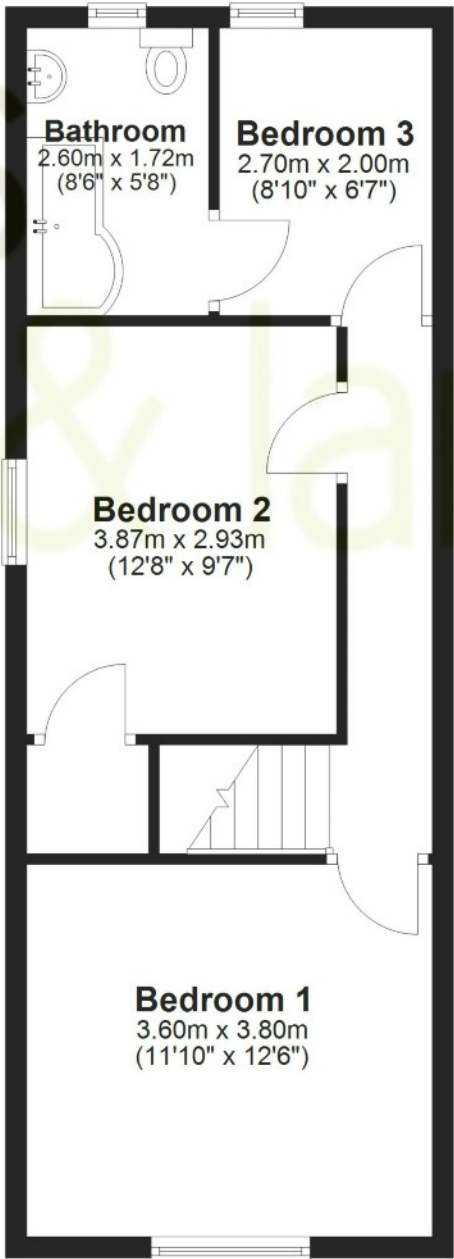 Bathroom
2.60m x 1.72m
(8'6" x 5'8")
Bedroom 3
2.70m x 2.00m
(8'10" x 6'7")
& la
Bedroom 2
3.87m x 2.93m
(12'8" x 9'7")
Bedroom 1
3.60m x 3.80m
(11'10" x 12'6")